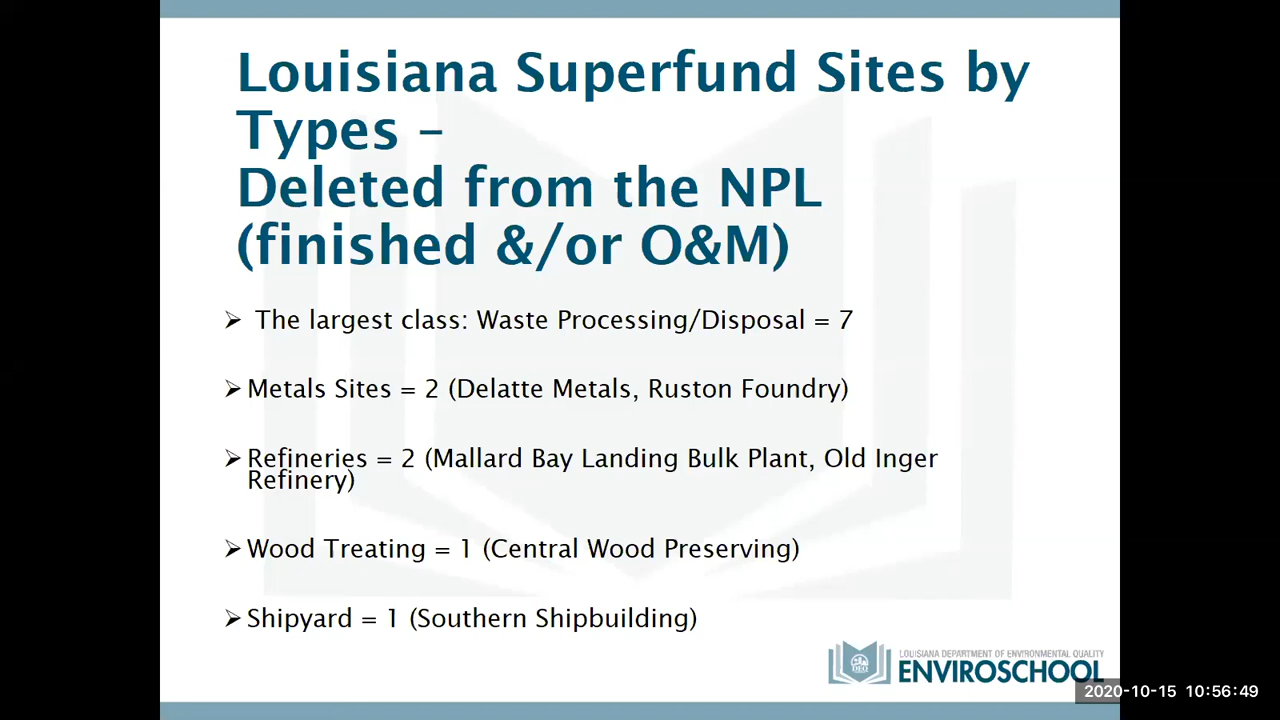 Louisiana Superfund Sites by
Types –
Deleted from the NPL
(finished &/or O&M)
➢ The largest class: Waste Processing/Disposal = 7
➢ Metals Sites = 2 (Delatte Metals, Ruston Foundry)
➢ Refineries = 2 (Mallard Bay Landing Bulk Plant, Old Inger
Refinery)
➢ Wood Treating = 1 (Central Wood Preserving)
➢ Shipyard = 1 (Southern Shipbuilding)
DEQ
LOUISIANA DEPARTMENT OF ENVIRONMENTAL QUALITY
ENVIROSCHOOL
2020-10-15 10:56:49